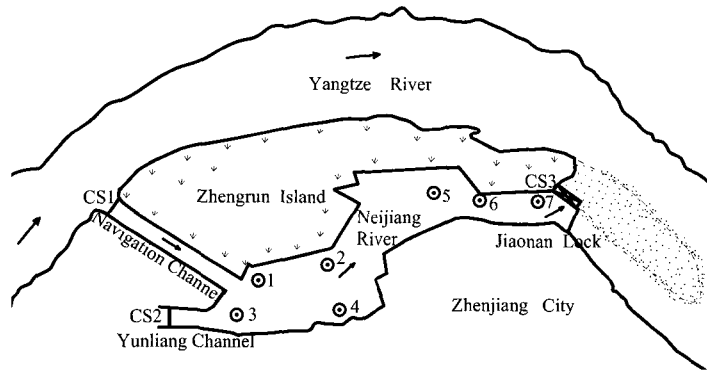 Yangtze River
CS1
Zhengrun Island
CS3
5
6
7
Neijiang
River
Jiaonan Lock
Navigation Channe
2
1
CS2
3
4
Zhenjiang City
Yunliang Channel